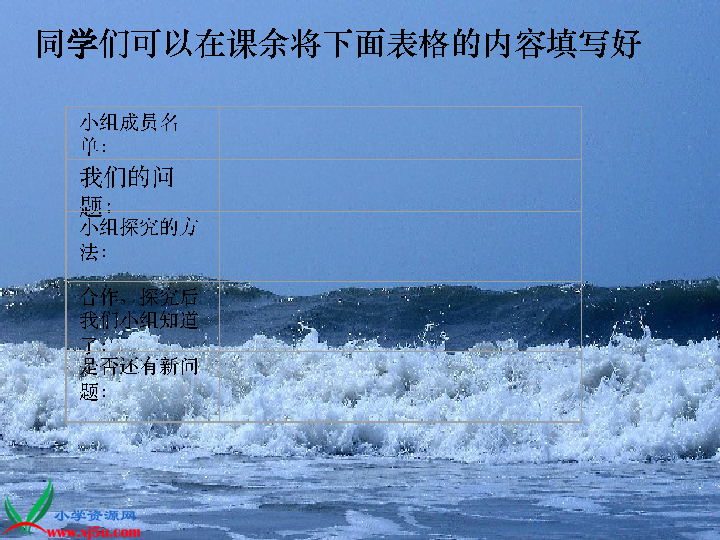 同学们可以在课余将下面表格的内容填写好
小组成员名
单：
我们的问
题：
小组探究的方
法：
合作、探究后
我们小组知道
了：
是否还有新问
题：
小学资源网
www.xj5u.com